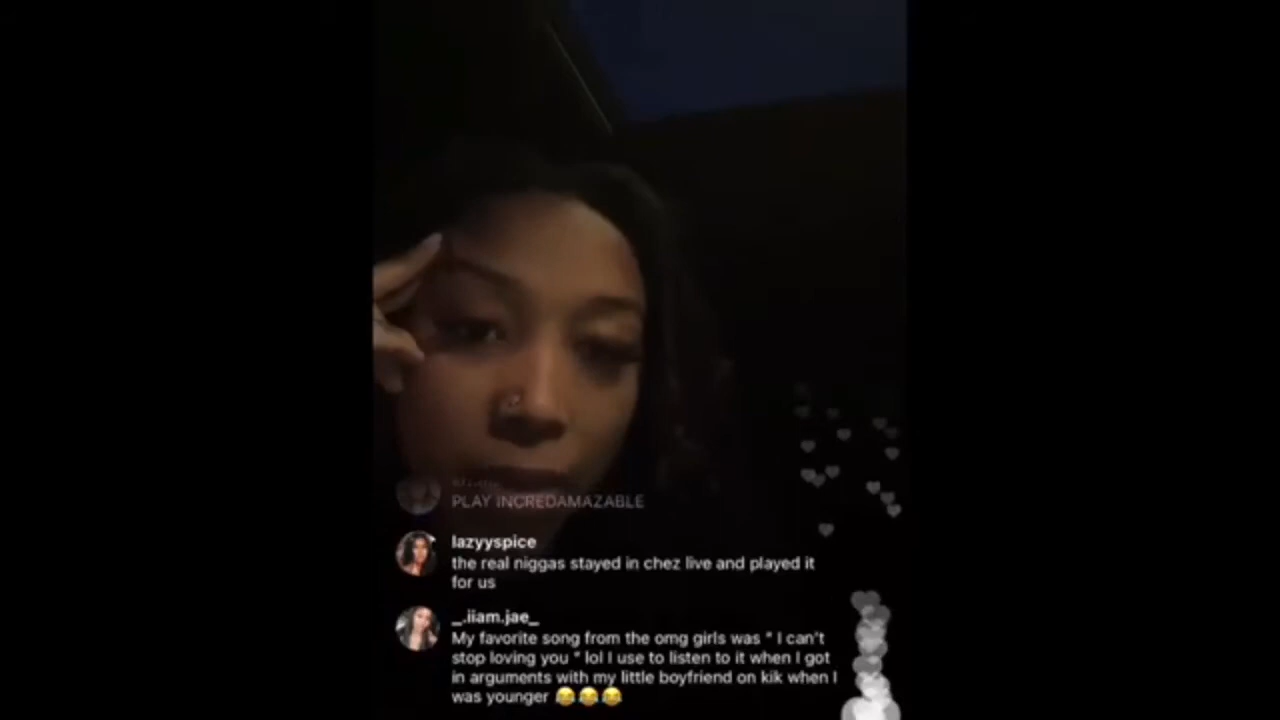 PLAY INCREDAMAZABLE
lazyyspice
the real niggas stayed in chez live and played it
for us
_.iiam.jae_
My favorite song from the omg girls was " I can't
stop loving you " lol I use to listen to it when I got
in arguments with my little boyfriend on kik when I
was younger 😂😂😂